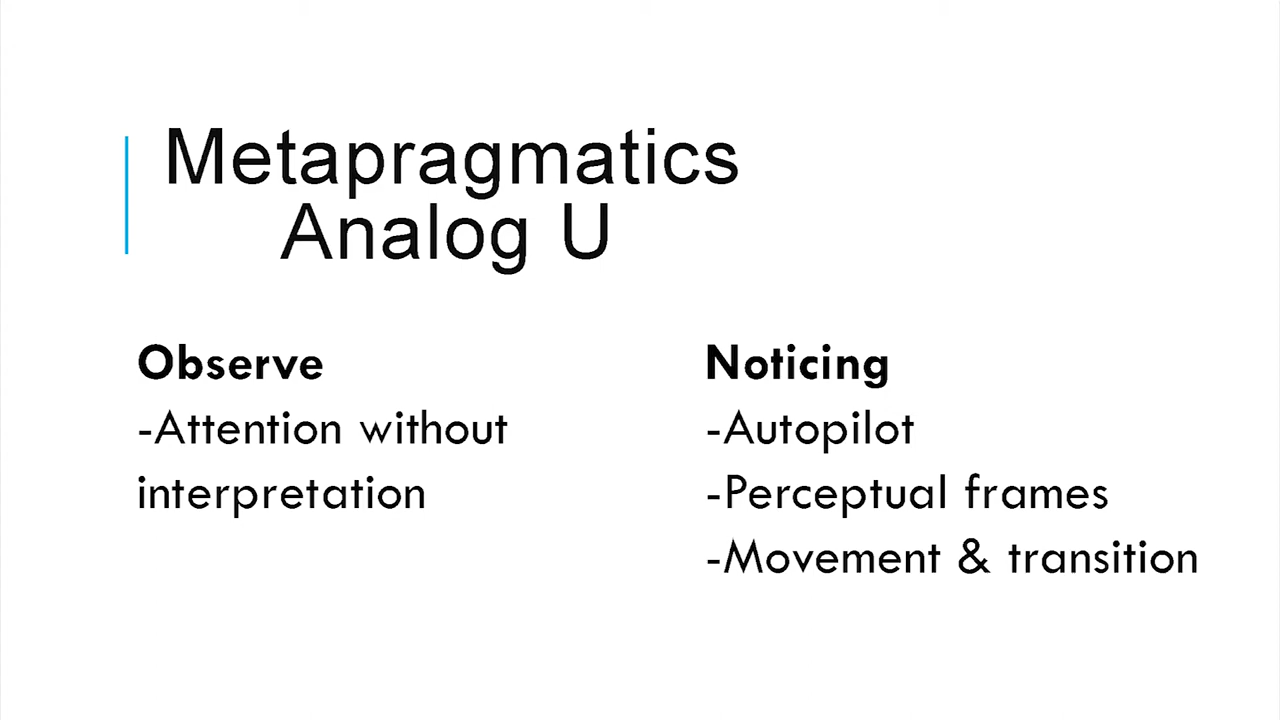 Metapragmatics
Analog U
Observe
-Attention without
interpretation
Noticing
-Autopilot
-Perceptual frames
-Movement & transition